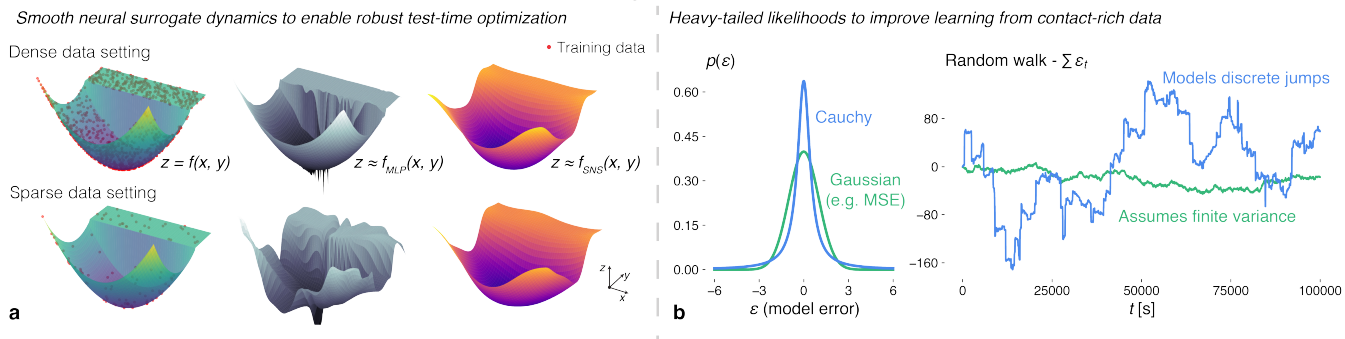 Smooth neural surrogate dynamics to enable robust test-time optimization
Dense data setting
• Training data
z = f(x, y)
z ≈ f_MLP(x, y)
z ≈ f_SNS(x, y)
Sparse data setting
z
y
x
a
Heavy-tailed likelihoods to improve learning from contact-rich data
p(ε)
0.60
0.45
0.30
0.15
0.00
Cauchy
Gaussian
(e.g. MSE)
−6
−3
0
3
6
ε (model error)
b
Random walk - ∑ ε_t
Models discrete jumps
80
0
−80
−160
Assumes finite variance
0
25000
50000
75000
100000
t [s]